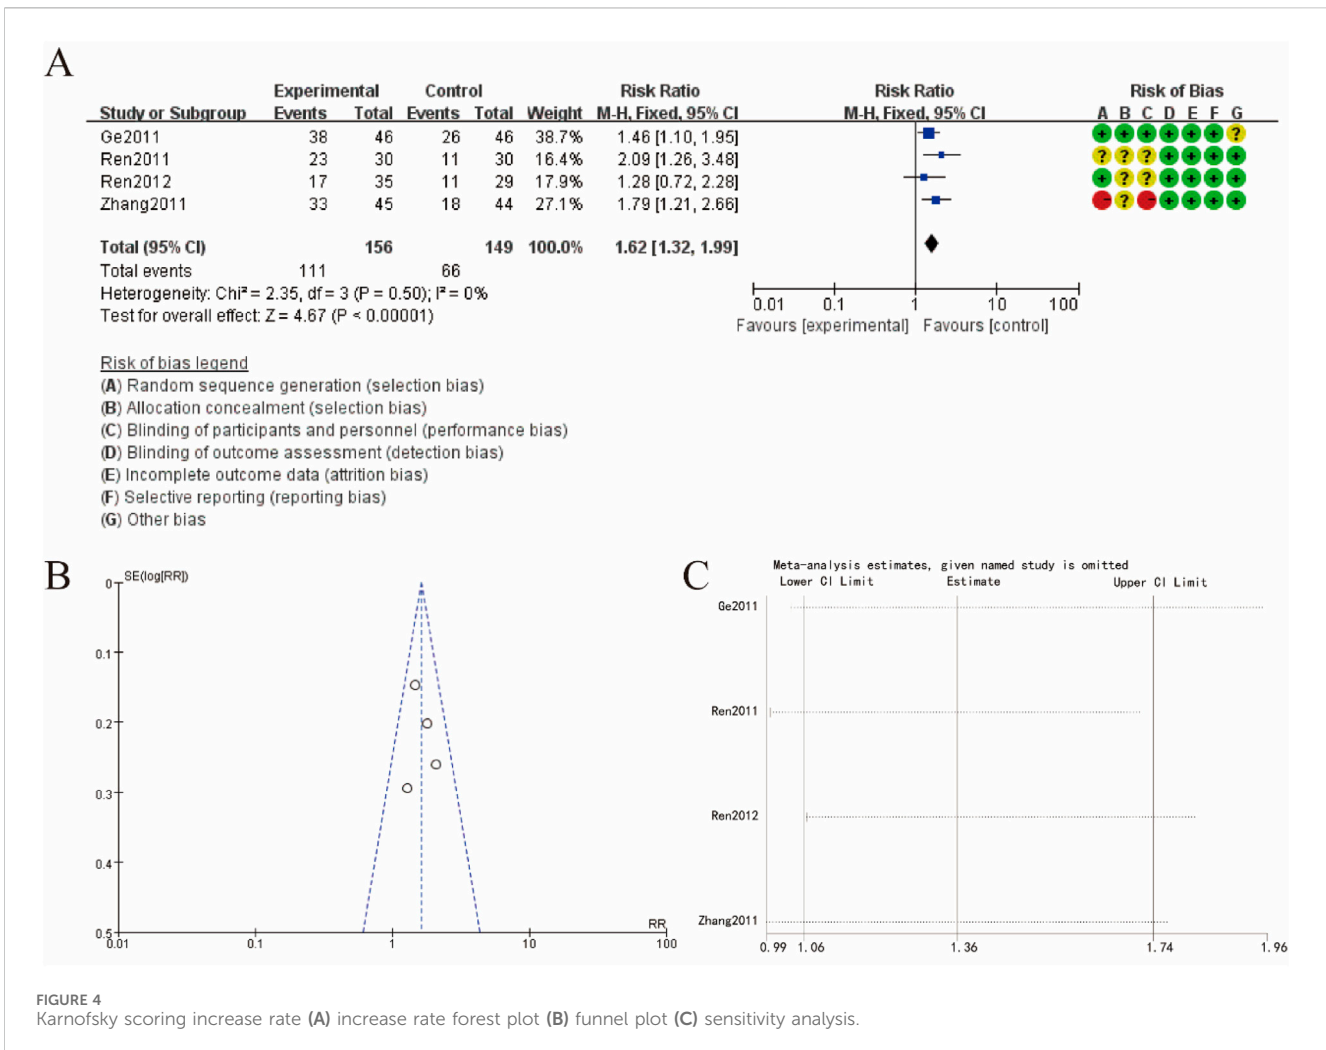 A
Experimental Control Risk Ratio Risk Ratio Risk of Bias
Study or Subgroup Events Total Events Total Weight M-H, Fixed, 95% CI M-H, Fixed, 95% CI A B C D E F G
Ge2011 38 46 26 46 38.7% 1.46 [1.10, 1.95] + + + + + + ?
Ren2011 23 30 11 30 16.4% 2.09 [1.26, 3.48] ? ? ? + + + +
Ren2012 17 35 11 29 17.9% 1.28 [0.72, 2.28] + ? ? + + + +
Zhang2011 33 45 18 44 27.1% 1.79 [1.21, 2.66] - ? - + + + +
Total (95% CI) 156 149 100.0% 1.62 [1.32, 1.99]
Total events 111 66
Heterogeneity: Chi² = 2.35, df = 3 (P = 0.50); I² = 0%
Test for overall effect: Z = 4.67 (P < 0.00001)
0.01 0.1 1 10 100
Favours [experimental] Favours [control]
Risk of bias legend
(A) Random sequence generation (selection bias)
(B) Allocation concealment (selection bias)
(C) Blinding of participants and personnel (performance bias)
(D) Blinding of outcome assessment (detection bias)
(E) Incomplete outcome data (attrition bias)
(F) Selective reporting (reporting bias)
(G) Other bias
B
SE(log[RR])
0
0.1
0.2
0.3
0.4
0.5
RR
0.01 0.1 1 10 100
C
Meta-analysis estimates, given named study is omitted
Lower CI Limit Estimate Upper CI Limit
Ge2011
Ren2011
Ren2012
Zhang2011
0.99 1.06 1.36 1.74 1.96
FIGURE 4
Karnofsky scoring increase rate (A) increase rate forest plot (B) funnel plot (C) sensitivity analysis.